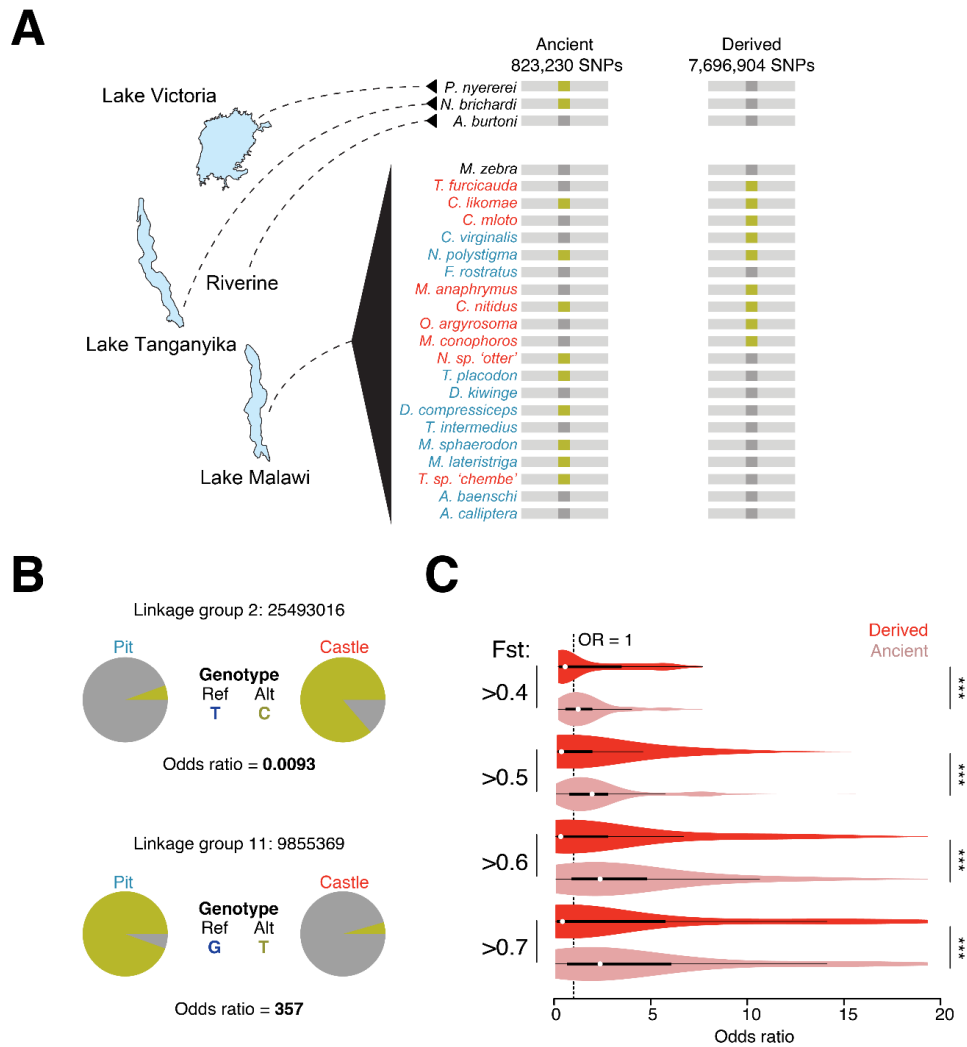 A
Ancient
823,230 SNPs
Derived
7,696,904 SNPs
Lake Victoria
Riverine
Lake Tanganyika
Lake Malawi
P. nyererei
N. brichardi
A. burtoni
M. zebra
T. furcicauda
C. likomae
C. mloto
C. virginalis
N. polystigma
F. rostratus
M. anaphrymus
C. nitidus
O. argyrosoma
M. conophoros
N. sp. ‘otter’
T. placodon
D. kiwinge
D. compressiceps
T. intermedius
M. sphaerodon
M. lateristriga
T. sp. ‘chembe’
A. baenschi
A. calliptera
B
Linkage group 2: 25493016
Pit
Castle
Genotype
Ref Alt
T C
Odds ratio = 0.0093
Linkage group 11: 9855369
Pit
Castle
Genotype
Ref Alt
G T
Odds ratio = 357
C
Fst:
OR = 1
Derived
Ancient
>0.4
***
>0.5
***
>0.6
***
>0.7
***
0 5 10 15 20
Odds ratio